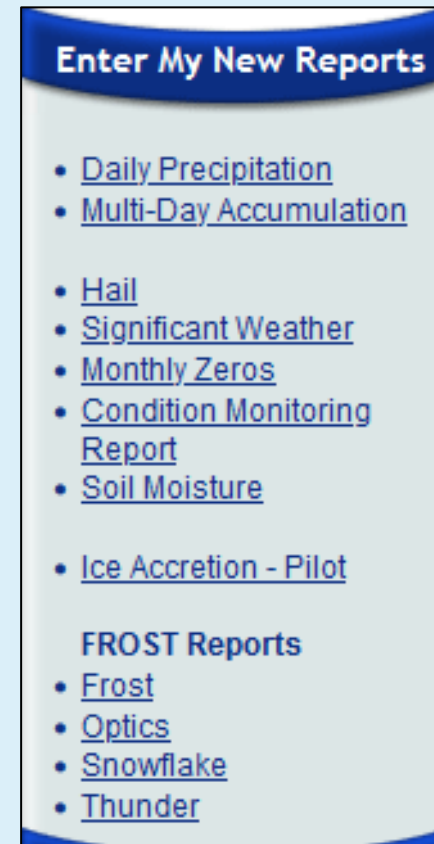 Enter My New Reports
• Daily Precipitation
• Multi-Day Accumulation
• Hail
• Significant Weather
• Monthly Zeros
• Condition Monitoring
Report
• Soil Moisture
• Ice Accretion - Pilot
FROST Reports
• Frost
• Optics
• Snowflake
• Thunder